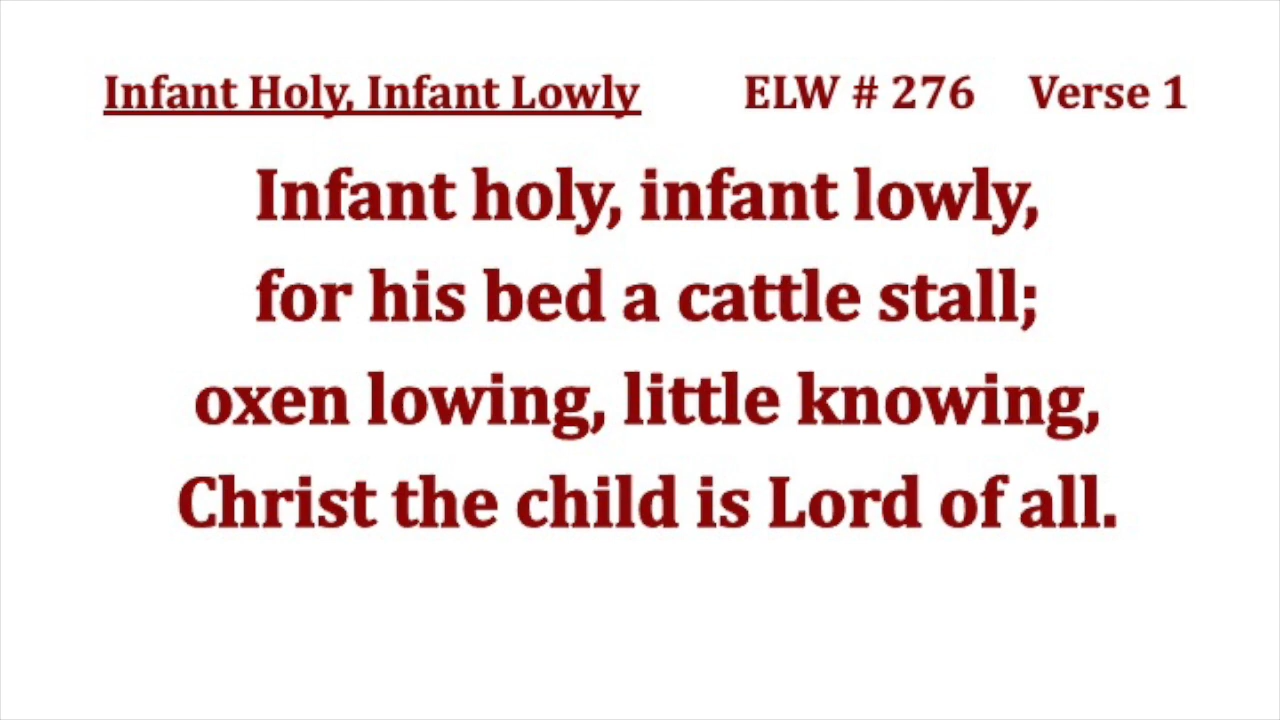 Infant Holy, Infant Lowly ELW # 276 Verse 1
Infant holy, infant lowly,
for his bed a cattle stall;
oxen lowing, little knowing,
Christ the child is Lord of all.